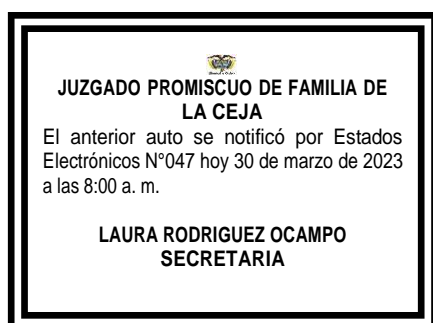 JUZGADO PROMISCUO DE FAMILIA DE
LA CEJA
El anterior auto se notificó por Estados
Electrónicos N°047 hoy 30 de marzo de 2023
a las 8:00 a. m.
LAURA RODRIGUEZ OCAMPO
SECRETARIA